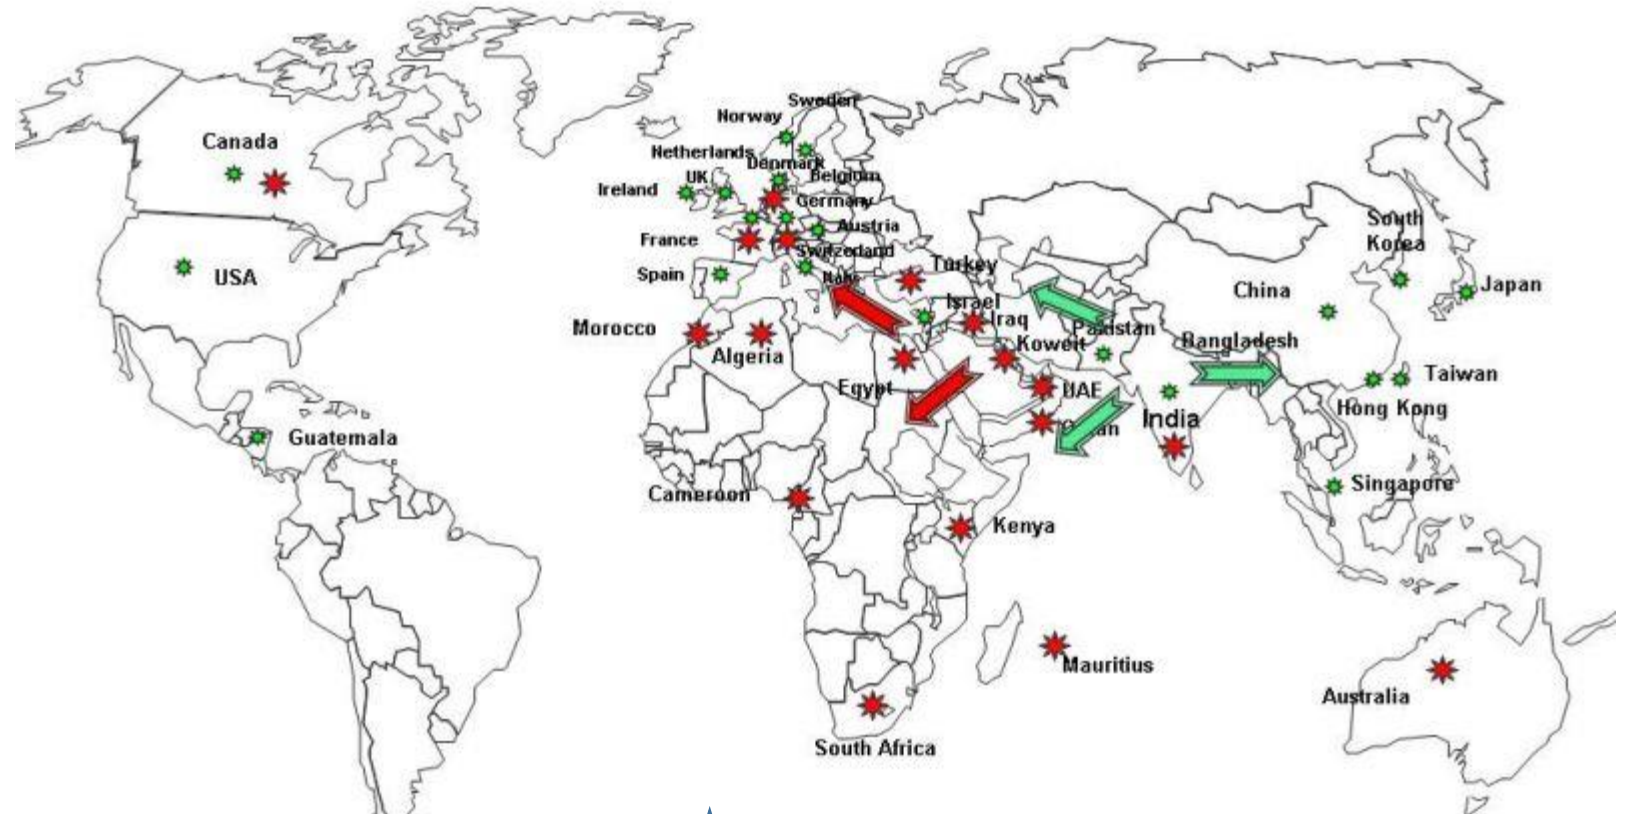 Sweden
Norway
Canada
Netherlands
Denmark
UK
Belgium
Ireland
Germany
South
Korea
Austria
France
Switzerland
Turkey
Spain
Italy
USA
Japan
China
Israel
Iraq
Pakistan
Morocco
Koweit
Bangladesh
Algeria
Taiwan
Egypt
UAE
Hong Kong
India
Guatemala
Singapore
Cameroon
Kenya
Mauritius
Australia
South Africa